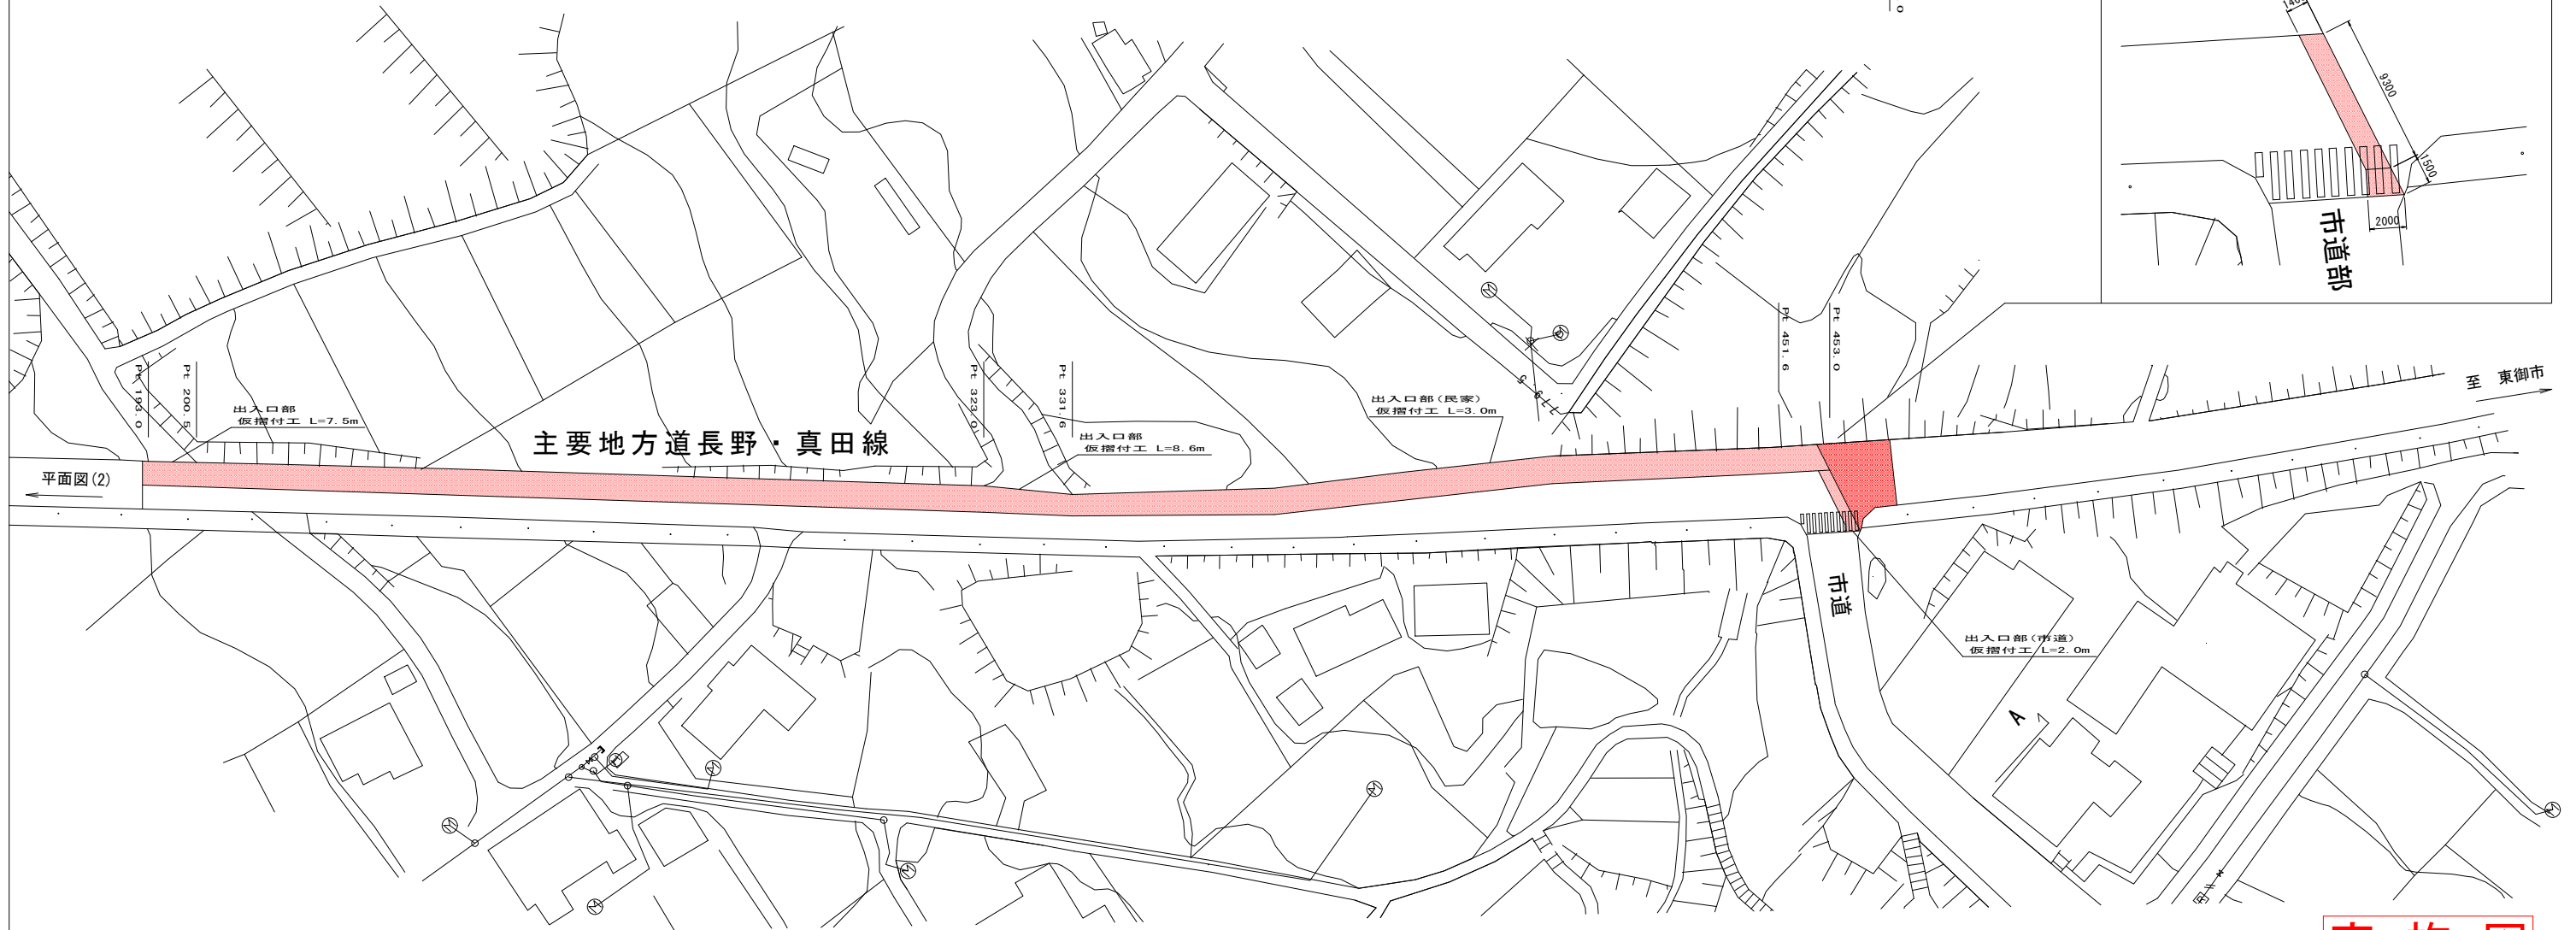 9300
1500
2000
市道部
Pt 193.0
Pt 200.5
出入口部
仮摺付工 L=7.5m
主要地方道長野・真田線
Pt 323.0
Pt 331.6
出入口部
仮摺付工 L=8.6m
出入口部(民家)
仮摺付工 L=3.0m
Pt 451.6
Pt 453.0
至 東御市
平面図(2)
市道
出入口部(市道)
仮摺付工 L=2.0m
A